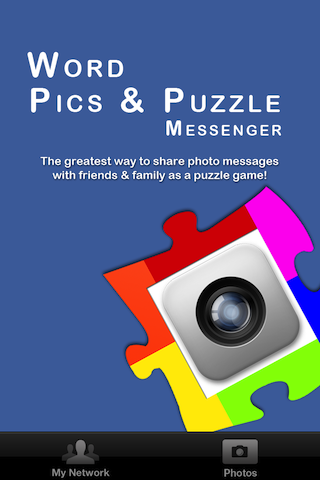 WORD
PICS & PUZZLE
MESSENGER
The greatest way to share photo messages
with friends & family as a puzzle game!
My Network
Photos